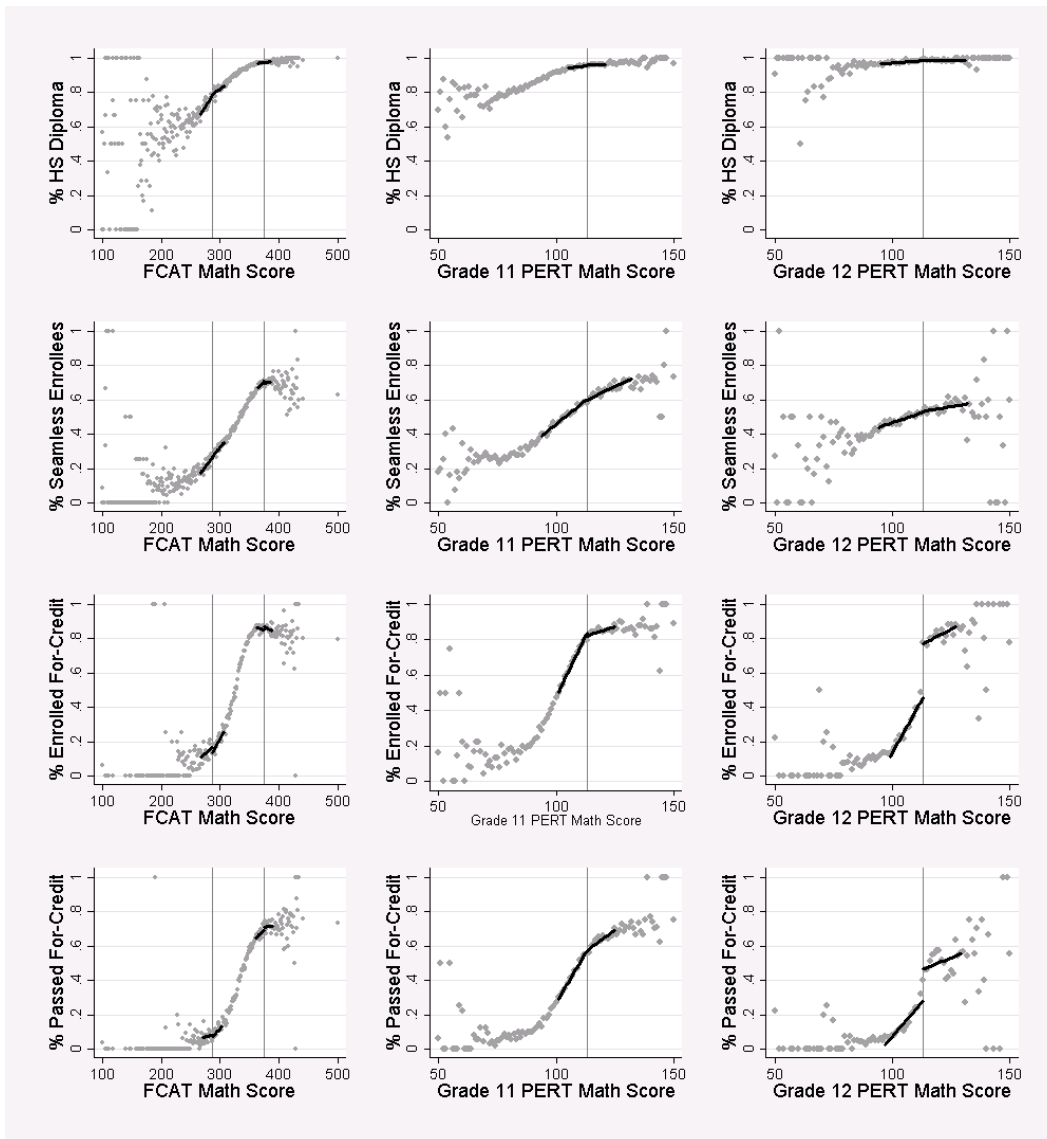 % HS Diploma
1
.8
.6
.4
.2
0
100 200 300 400 500
FCAT Math Score
% HS Diploma
1
.8
.6
.4
.2
0
50 100 150
Grade 11 PERT Math Score
% HS Diploma
1
.8
.6
.4
.2
0
50 100 150
Grade 12 PERT Math Score
% Seamless Enrollees
1
.8
.6
.4
.2
0
100 200 300 400 500
FCAT Math Score
% Seamless Enrollees
1
.8
.6
.4
.2
0
50 100 150
Grade 11 PERT Math Score
% Seamless Enrollees
1
.8
.6
.4
.2
0
50 100 150
Grade 12 PERT Math Score
% Enrolled For-Credit
1
.8
.6
.4
.2
0
100 200 300 400 500
FCAT Math Score
% Enrolled For-Credit
1
.8
.6
.4
.2
0
50 100 150
Grade 11 PERT Math Score
% Enrolled For-Credit
1
.8
.6
.4
.2
0
50 100 150
Grade 12 PERT Math Score
% Passed For-Credit
1
.8
.6
.4
.2
0
100 200 300 400 500
FCAT Math Score
% Passed For-Credit
1
.8
.6
.4
.2
0
50 100 150
Grade 11 PERT Math Score
% Passed For-Credit
1
.8
.6
.4
.2
0
50 100 150
Grade 12 PERT Math Score